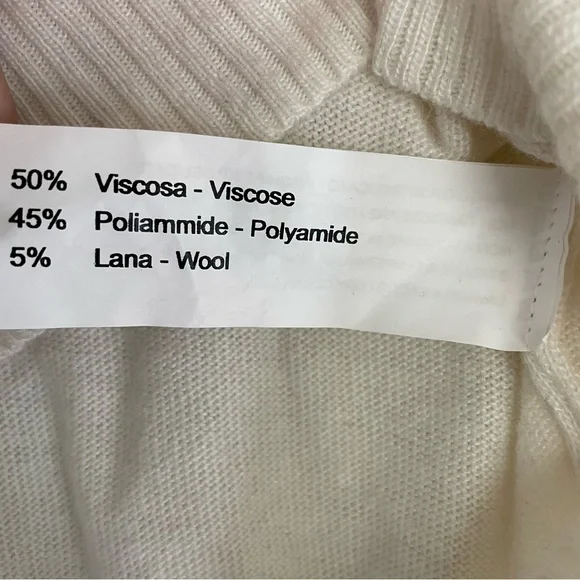 50% Viscosa - Viscose
45% Poliammide - Polyamide
5% Lana - Wool